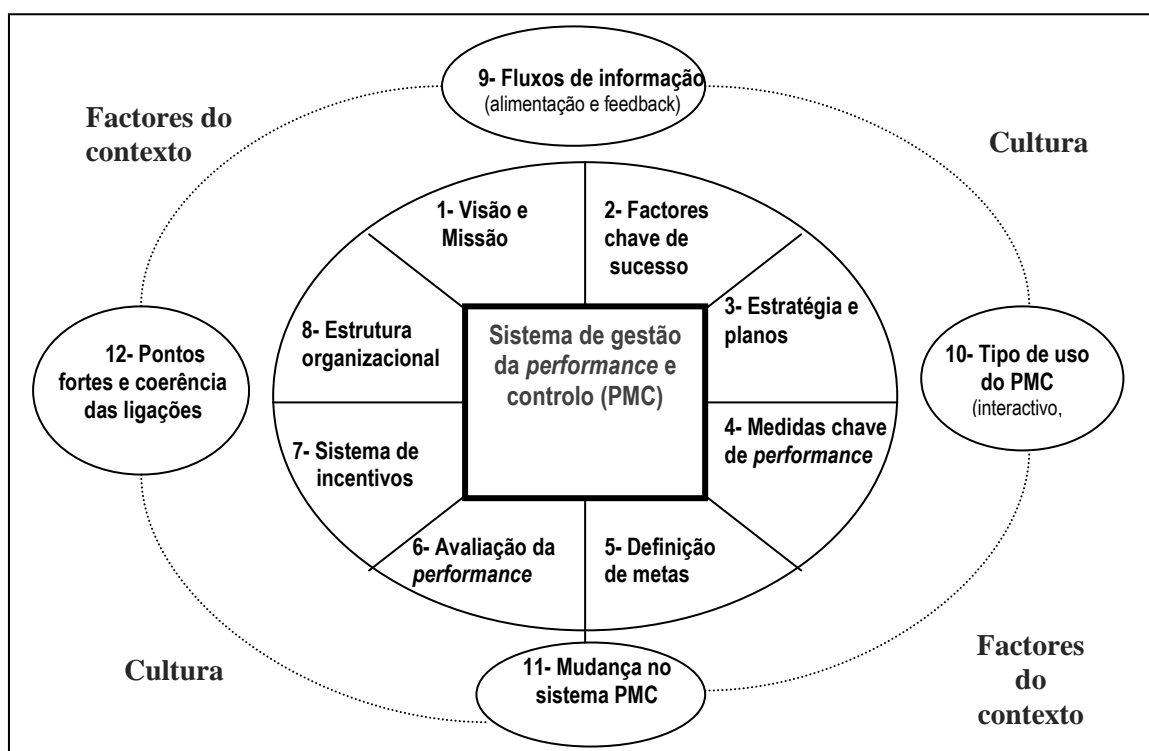 9- Fluxos de informação
(alimentação e feedback)
Factores do
contexto
Cultura
1- Visão e
Missão
2- Factores
chave de
sucesso
3- Estratégia e
planos
8- Estrutura
organizacional
Sistema de gestão
da performance e
controlo (PMC)
12- Pontos
fortes e coerência
das ligações
10- Tipo de uso
do PMC
(interactivo,
4- Medidas chave
de performance
7- Sistema de
incentivos
6- Avaliação da
performance
5- Definição
de metas
11- Mudança no
sistema PMC
Cultura
Factores
do
contexto